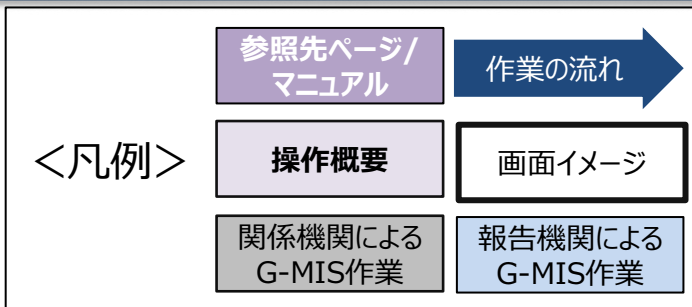 ＜凡例＞
参照先ページ/
マニュアル
作業の流れ
操作概要
画面イメージ
関係機関による
G-MIS作業
報告機関による
G-MIS作業